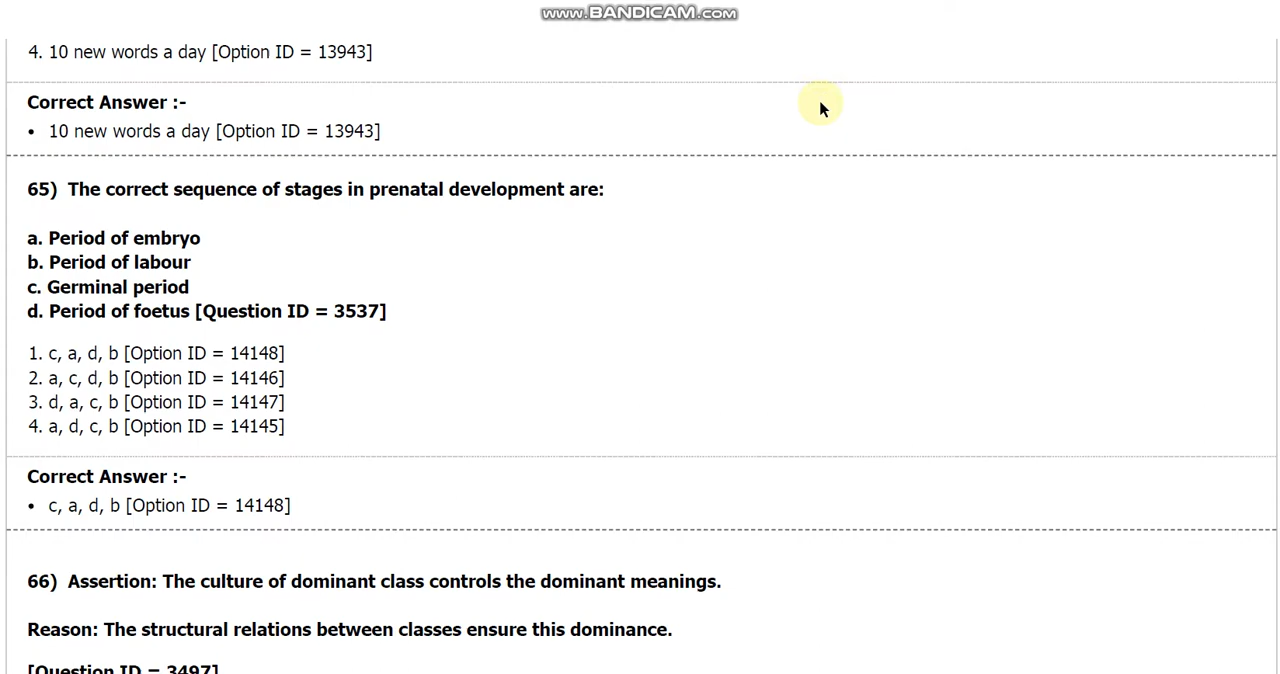 www.BANDICAM.com
4. 10 new words a day [Option ID = 13943]
Correct Answer :-
• 10 new words a day [Option ID = 13943]
65) The correct sequence of stages in prenatal development are:
a. Period of embryo
b. Period of labour
c. Germinal period
d. Period of foetus [Question ID = 3537]
1. c, a, d, b [Option ID = 14148]
2. a, c, d, b [Option ID = 14146]
3. d, a, c, b [Option ID = 14147]
4. a, d, c, b [Option ID = 14145]
Correct Answer :-
• c, a, d, b [Option ID = 14148]
66) Assertion: The culture of dominant class controls the dominant meanings.
Reason: The structural relations between classes ensure this dominance.
[Question ID = 3497]